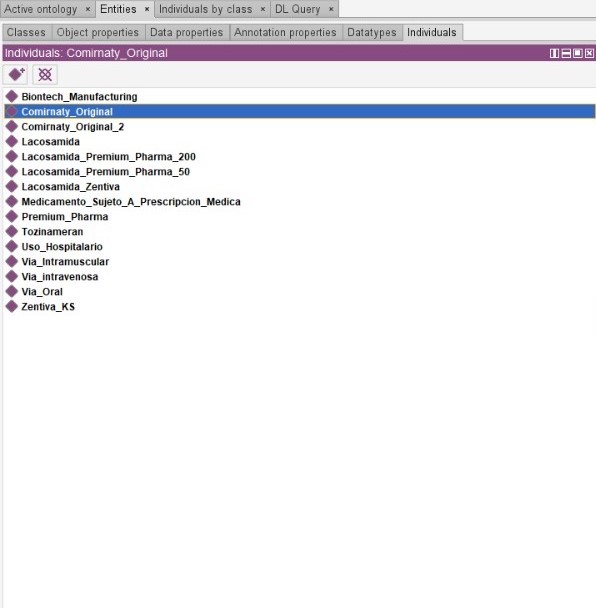 Active ontology × Entities × Individuals by class × DL Query ×
Classes Object properties Data properties Annotation properties Datatypes Individuals
Individuals: Comirnaty_Original
Biontech_Manufacturing
Comirnaty_Original
Comirnaty_Original_2
Lacosamida
Lacosamida_Premium_Pharma_200
Lacosamida_Premium_Pharma_50
Lacosamida_Zentiva
Medicamento_Sujeto_A_Prescripcion_Medica
Premium_Pharma
Tozinameran
Uso_Hospitalario
Via_Intramuscular
Via_intravenosa
Via_Oral
Zentiva_KS